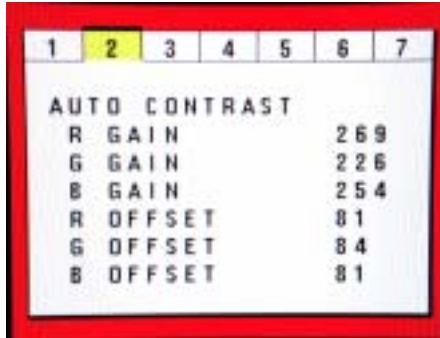 1 2 3 4 5 6 7
AUTO CONTRAST
R GAIN 269
G GAIN 226
B GAIN 254
R OFFSET 81
G OFFSET 84
B OFFSET 81